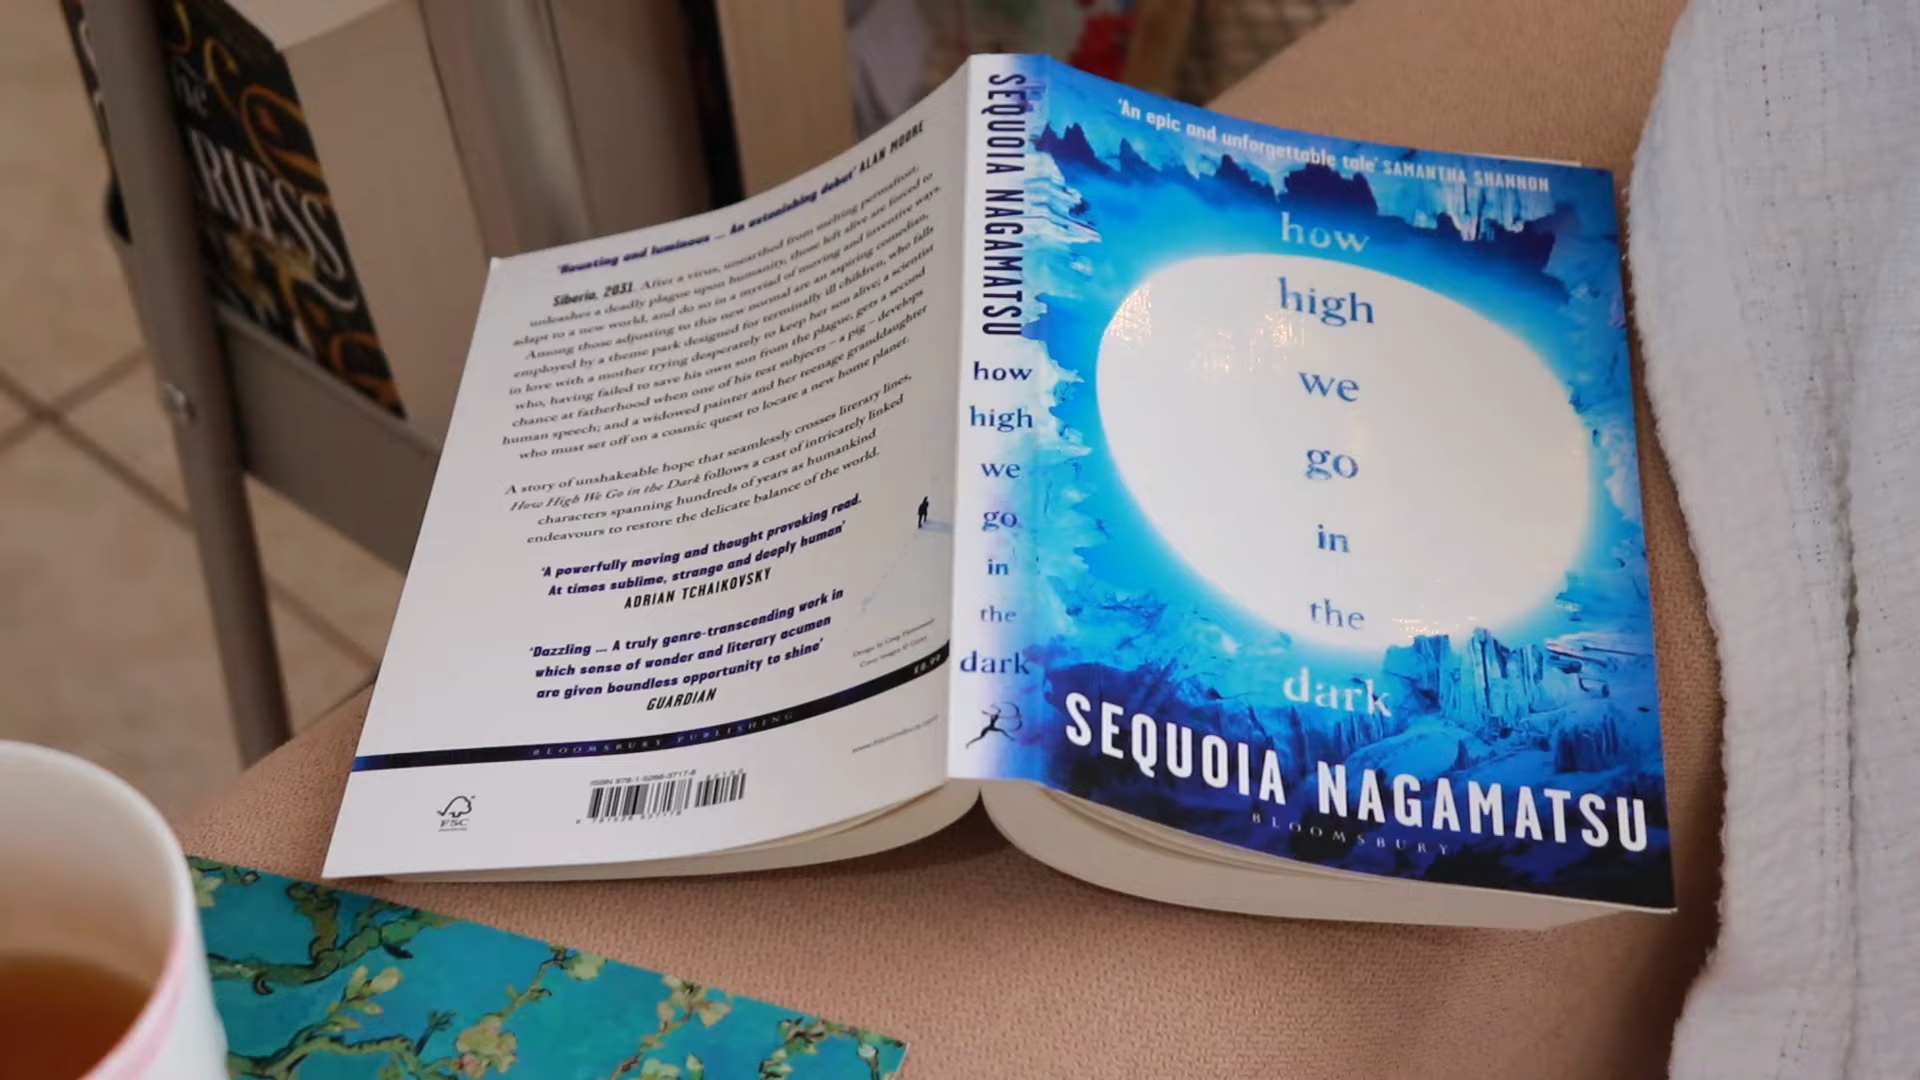 RIESS
'Haunting and luminous ... An astonishing debut' ALAN MOORE
Siberia, 2031. After a virus, unearthed from melting permafrost,
unleashes a deadly plague upon humanity, those left alive are forced to
adapt to a new world, and do so in a myriad of moving and inventive ways.
Among those adjusting to this new normal are an aspiring comedian,
employed by a theme park designed for terminally ill children, who falls
in love with a mother trying desperately to keep her son alive; a scientist
who, having failed to save his own son from the plague, gets a second
chance at fatherhood when one of his test subjects – a pig – develops
human speech; and a widowed painter and her teenage granddaughter
who must set off on a cosmic quest to locate a new home planet.
A story of unshakeable hope that seamlessly crosses literary lines,
How High We Go in the Dark follows a cast of intricately linked
characters spanning hundreds of years as humankind
endeavours to restore the delicate balance of the world.
'A powerfully moving and thought provoking read.
At times sublime, strange and deeply human'
ADRIAN TCHAIKOVSKY
'Dazzling ... A truly genre-transcending work in
which sense of wonder and literary acumen
are given boundless opportunity to shine'
GUARDIAN
£8.99
BLOOMSBURY PUBLISHING
FSC
SEQUOIA NAGAMATSU
how
high
we
go
in
the
dark
'An epic and unforgettable tale' SAMANTHA SHANNON
how
high
we
go
in
the
dark
SEQUOIA NAGAMATSU
BLOOMSBURY